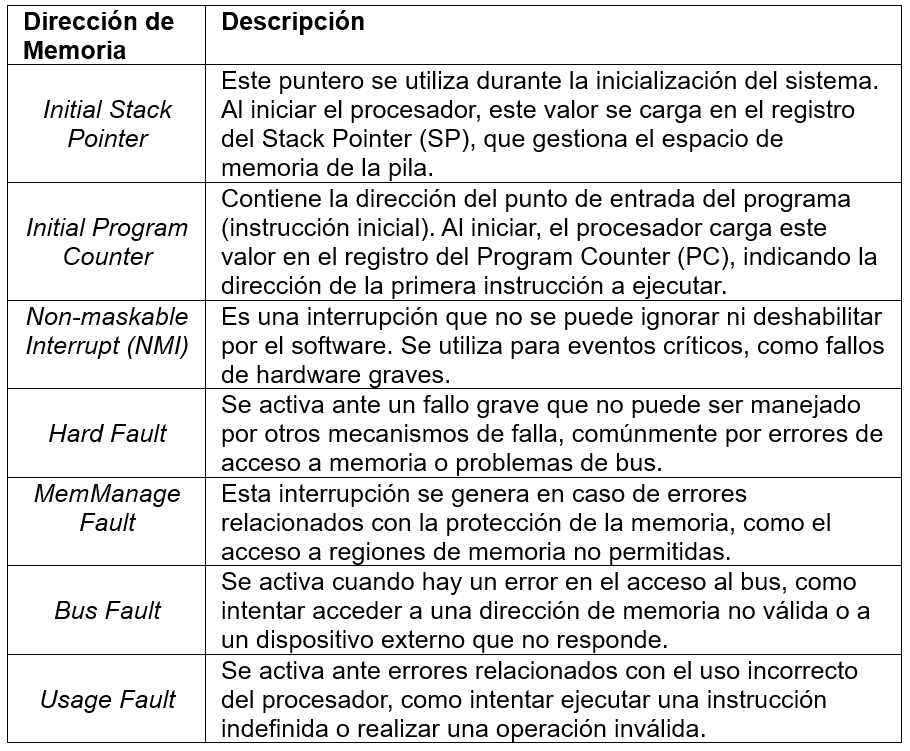 Dirección de Memoria
Descripción
Initial Stack Pointer
Este puntero se utiliza durante la inicialización del sistema.
Al iniciar el procesador, este valor se carga en el registro
del Stack Pointer (SP), que gestiona el espacio de
memoria de la pila.
Initial Program Counter
Contiene la dirección del punto de entrada del programa
(instrucción inicial). Al iniciar, el procesador carga este
valor en el registro del Program Counter (PC), indicando la
dirección de la primera instrucción a ejecutar.
Non-maskable Interrupt (NMI)
Es una interrupción que no se puede ignorar ni deshabilitar
por el software. Se utiliza para eventos críticos, como fallos
de hardware graves.
Hard Fault
Se activa ante un fallo grave que no puede ser manejado
por otros mecanismos de falla, comúnmente por errores de
acceso a memoria o problemas de bus.
MemManage Fault
Esta interrupción se genera en caso de errores
relacionados con la protección de la memoria, como el
acceso a regiones de memoria no permitidas.
Bus Fault
Se activa cuando hay un error en el acceso al bus, como
intentar acceder a una dirección de memoria no válida o a
un dispositivo externo que no responde.
Usage Fault
Se activa ante errores relacionados con el uso incorrecto
del procesador, como intentar ejecutar una instrucción
indefinida o realizar una operación inválida.